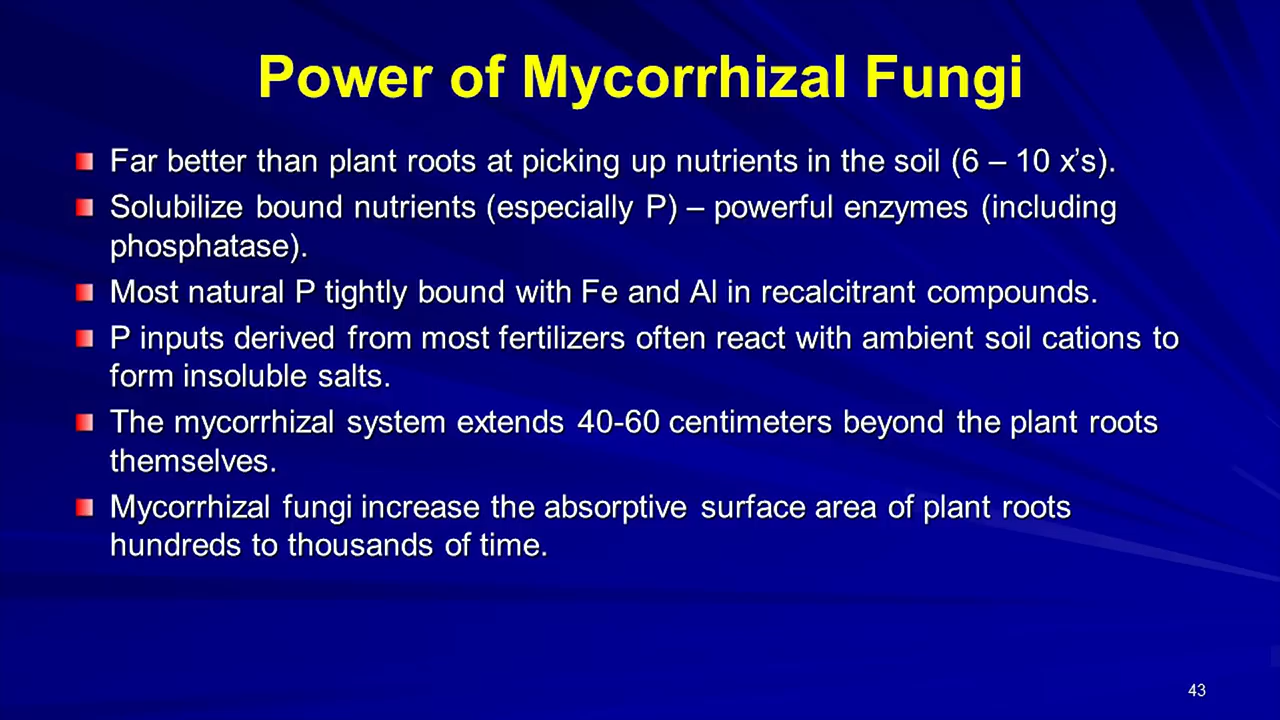 Power of Mycorrhizal Fungi
Far better than plant roots at picking up nutrients in the soil (6 – 10 x’s).
Solubilize bound nutrients (especially P) – powerful enzymes (including
phosphatase).
Most natural P tightly bound with Fe and Al in recalcitrant compounds.
P inputs derived from most fertilizers often react with ambient soil cations to
form insoluble salts.
The mycorrhizal system extends 40-60 centimeters beyond the plant roots
themselves.
Mycorrhizal fungi increase the absorptive surface area of plant roots
hundreds to thousands of time.
43